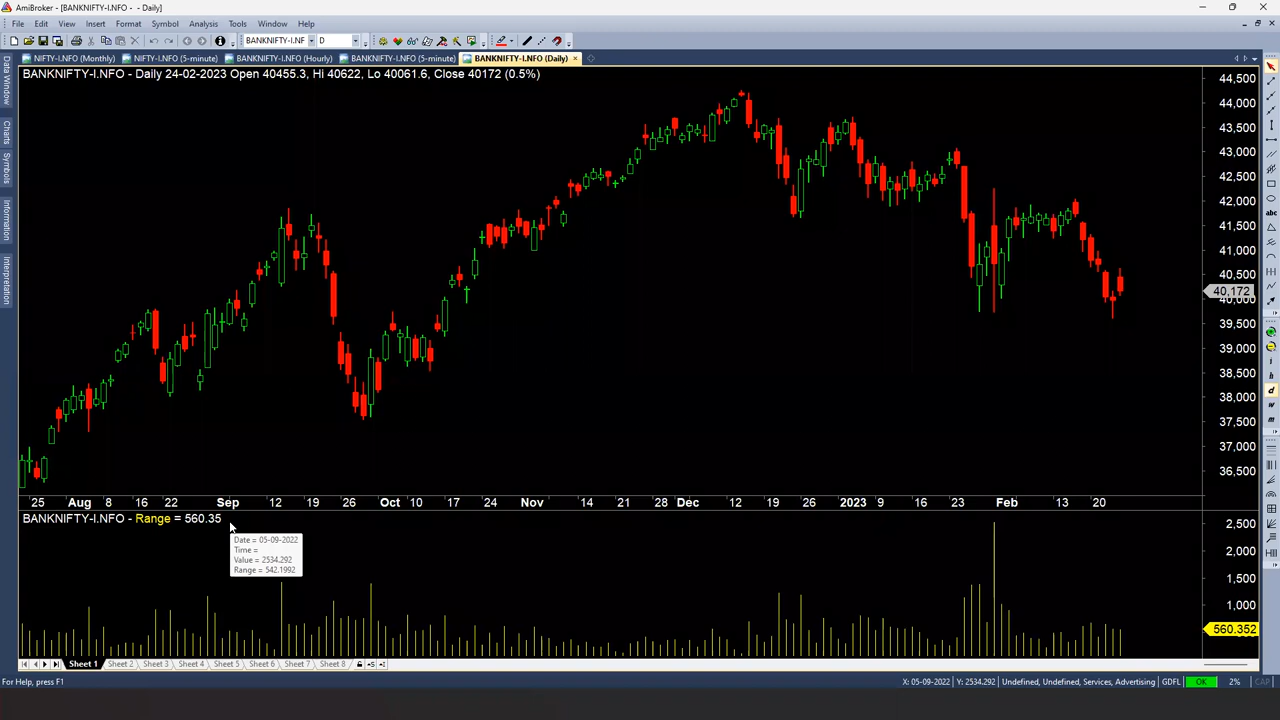 AmiBroker - [BANKNIFTY-I.NFO - - Daily]
File Edit View Insert Format Symbol Analysis Tools Window Help
BANKNIFTY-I.NF D
NIFTY-I.NFO (Monthly) NIFTY-I.NFO (5-minute) BANKNIFTY-I.NFO (Hourly) BANKNIFTY-I.NFO (5-minute) BANKNIFTY-I.NFO (Daily)
BANKNIFTY-I.NFO - Daily 24-02-2023 Open 40455.3, Hi 40622, Lo 40061.6, Close 40172 (0.5%)
Data Window
Charts
Symbols
Information
Interpretation
44,500
44,000
43,500
43,000
42,500
42,000
41,500
41,000
40,500
40,172
40,000
39,500
39,000
38,500
38,000
37,500
37,000
36,500
abc
i
h
d
w
m
25 Aug 8 16 22 Sep 12 19 26 Oct 10 17 24 Nov 14 21 28 Dec 12 19 26 2023 9 16 23 Feb 13 20
BANKNIFTY-I.NFO - Range = 560.35
Date = 05-09-2022
Time =
Value = 2534.292
Range = 542.1992
2,500
2,000
1,500
1,000
560.352
Sheet 1 Sheet 2 Sheet 3 Sheet 4 Sheet 5 Sheet 6 Sheet 7 Sheet 8
For Help, press F1 X: 05-09-2022 Y: 2534.292 Undefined, Undefined, Services, Advertising GDFL OK 2% CAP